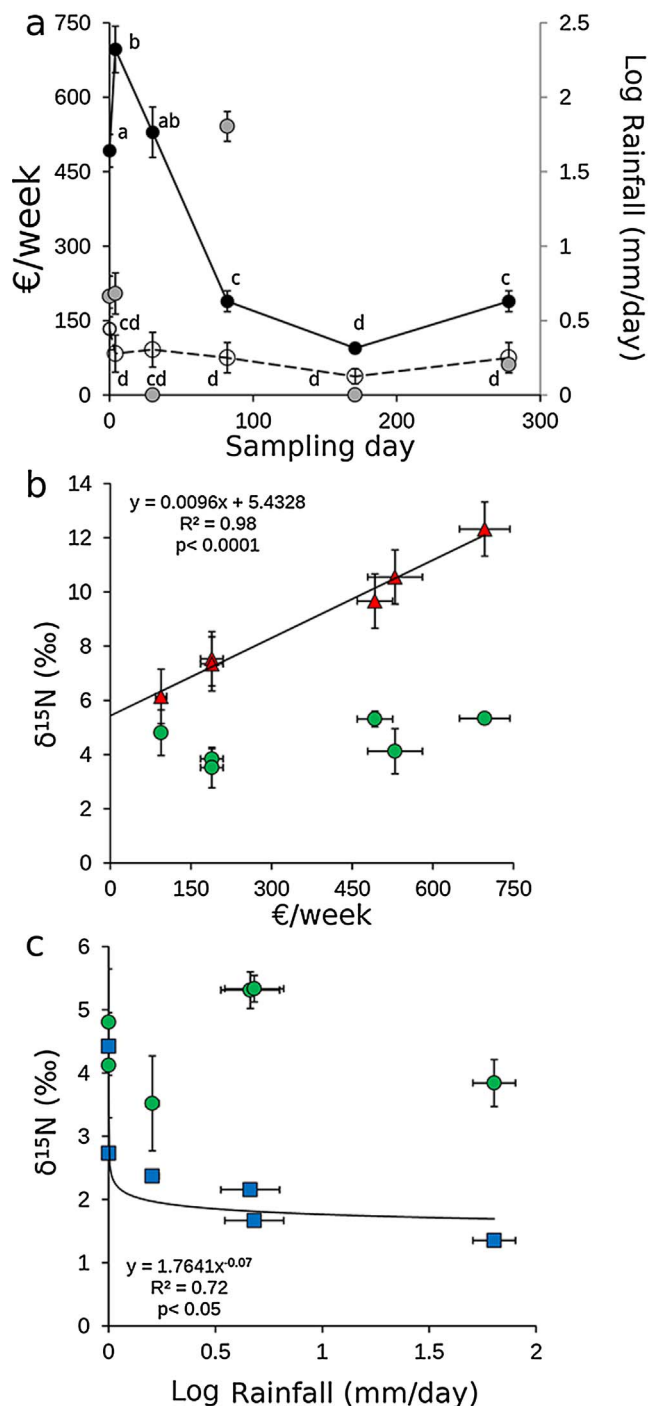 a
750
600
450
300
150
0
€/week
2.5
2
1.5
1
0.5
0
Log Rainfall (mm/day)
b
a
ab
c
d
c
cd
d
cd
d
d
d
0
100
200
300
Sampling day
b
14
12
10
8
6
4
2
0
δ¹⁵N (‰)
y = 0.0096x + 5.4328
R² = 0.98
p< 0.0001
0
150
300
450
600
750
€/week
c
6
5
4
3
2
1
0
δ¹⁵N (‰)
y = 1.7641x⁻⁰·⁰⁷
R² = 0.72
p< 0.05
0
0.5
1
1.5
2
Log Rainfall (mm/day)